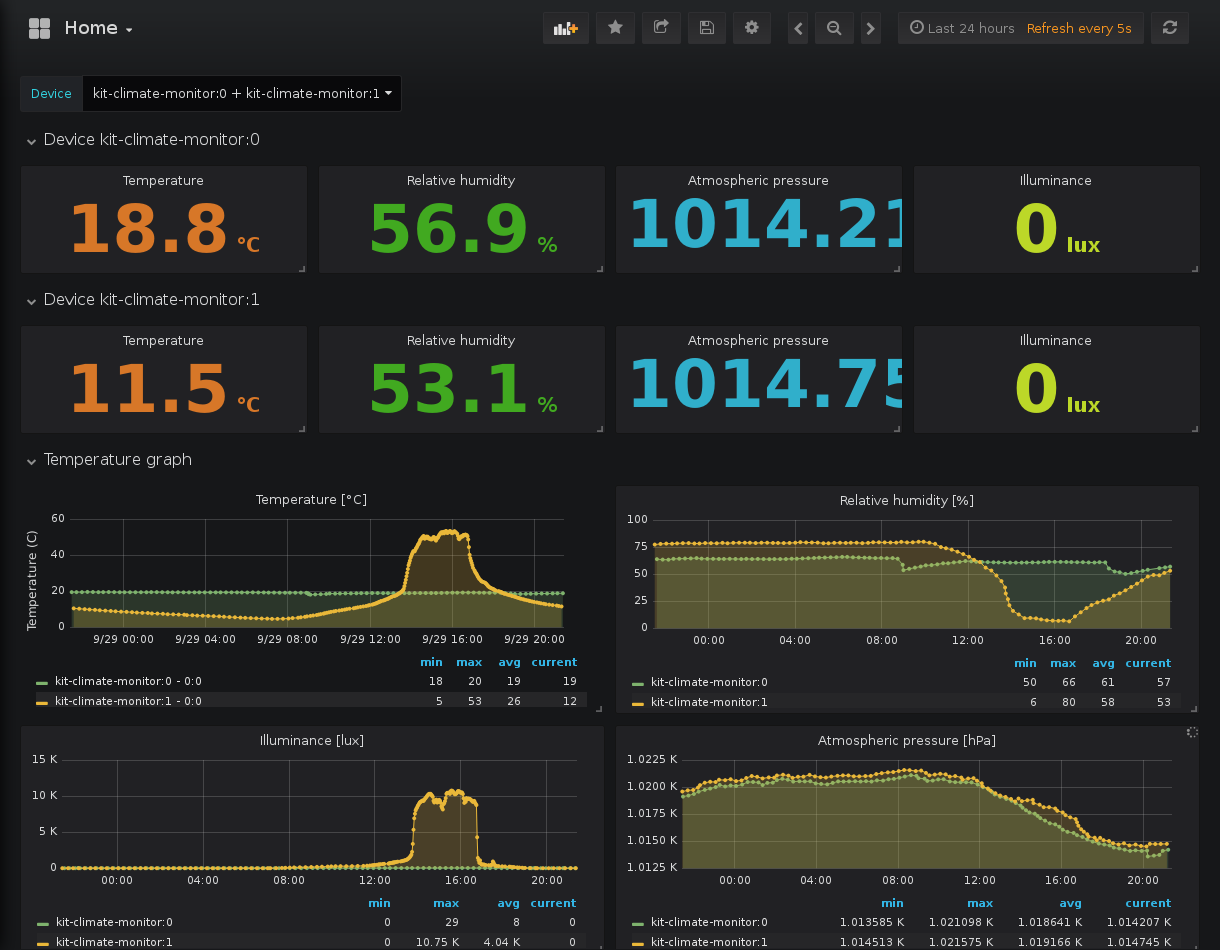 Home
Last 24 hours Refresh every 5s
Device kit-climate-monitor:0 + kit-climate-monitor:1
Device kit-climate-monitor:0
Temperature Relative humidity Atmospheric pressure Illuminance
18.8 °C 56.9 % 1014.21 0 lux
Device kit-climate-monitor:1
Temperature Relative humidity Atmospheric pressure Illuminance
11.5 °C 53.1 % 1014.75 0 lux
Temperature graph
Temperature [°C]
Temperature (C)
60
40
20
0
9/29 00:00 9/29 04:00 9/29 08:00 9/29 12:00 9/29 16:00 9/29 20:00
min max avg current
kit-climate-monitor:0 - 0:0 18 20 19 19
kit-climate-monitor:1 - 0:0 5 53 26 12
Relative humidity [%]
100
75
50
25
0
00:00 04:00 08:00 12:00 16:00 20:00
min max avg current
kit-climate-monitor:0 50 66 61 57
kit-climate-monitor:1 6 80 58 53
Illuminance [lux]
15 K
10 K
5 K
0
00:00 04:00 08:00 12:00 16:00 20:00
min max avg current
kit-climate-monitor:0 0 29 8 0
kit-climate-monitor:1 0 10.75 K 4.04 K 0
Atmospheric pressure [hPa]
1.0225 K
1.0200 K
1.0175 K
1.0150 K
1.0125 K
00:00 04:00 08:00 12:00 16:00 20:00
min max avg current
kit-climate-monitor:0 1.013585 K 1.021098 K 1.018641 K 1.014207 K
kit-climate-monitor:1 1.014513 K 1.021575 K 1.019166 K 1.014745 K